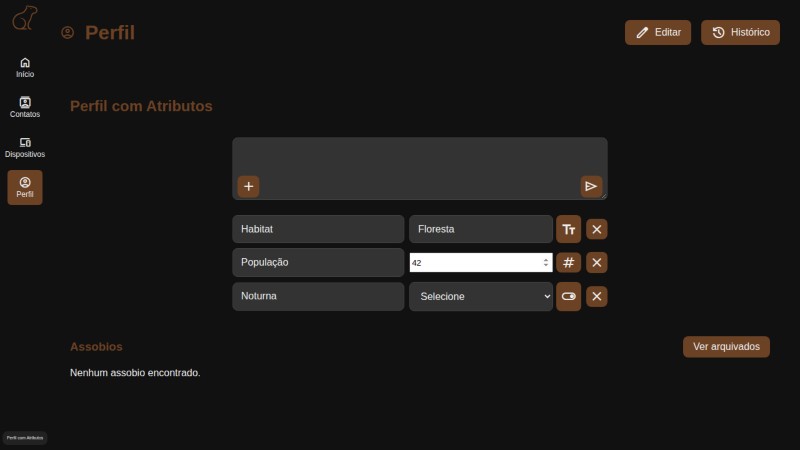 Perfil
Editar
Histórico
Início
Contatos
Dispositivos
Perfil
Perfil com Atributos
Habitat
Floresta
Tт
População
42
#
Noturna
Selecione
Assobios
Ver arquivados
Nenhum assobio encontrado.
Perfil com Atributos